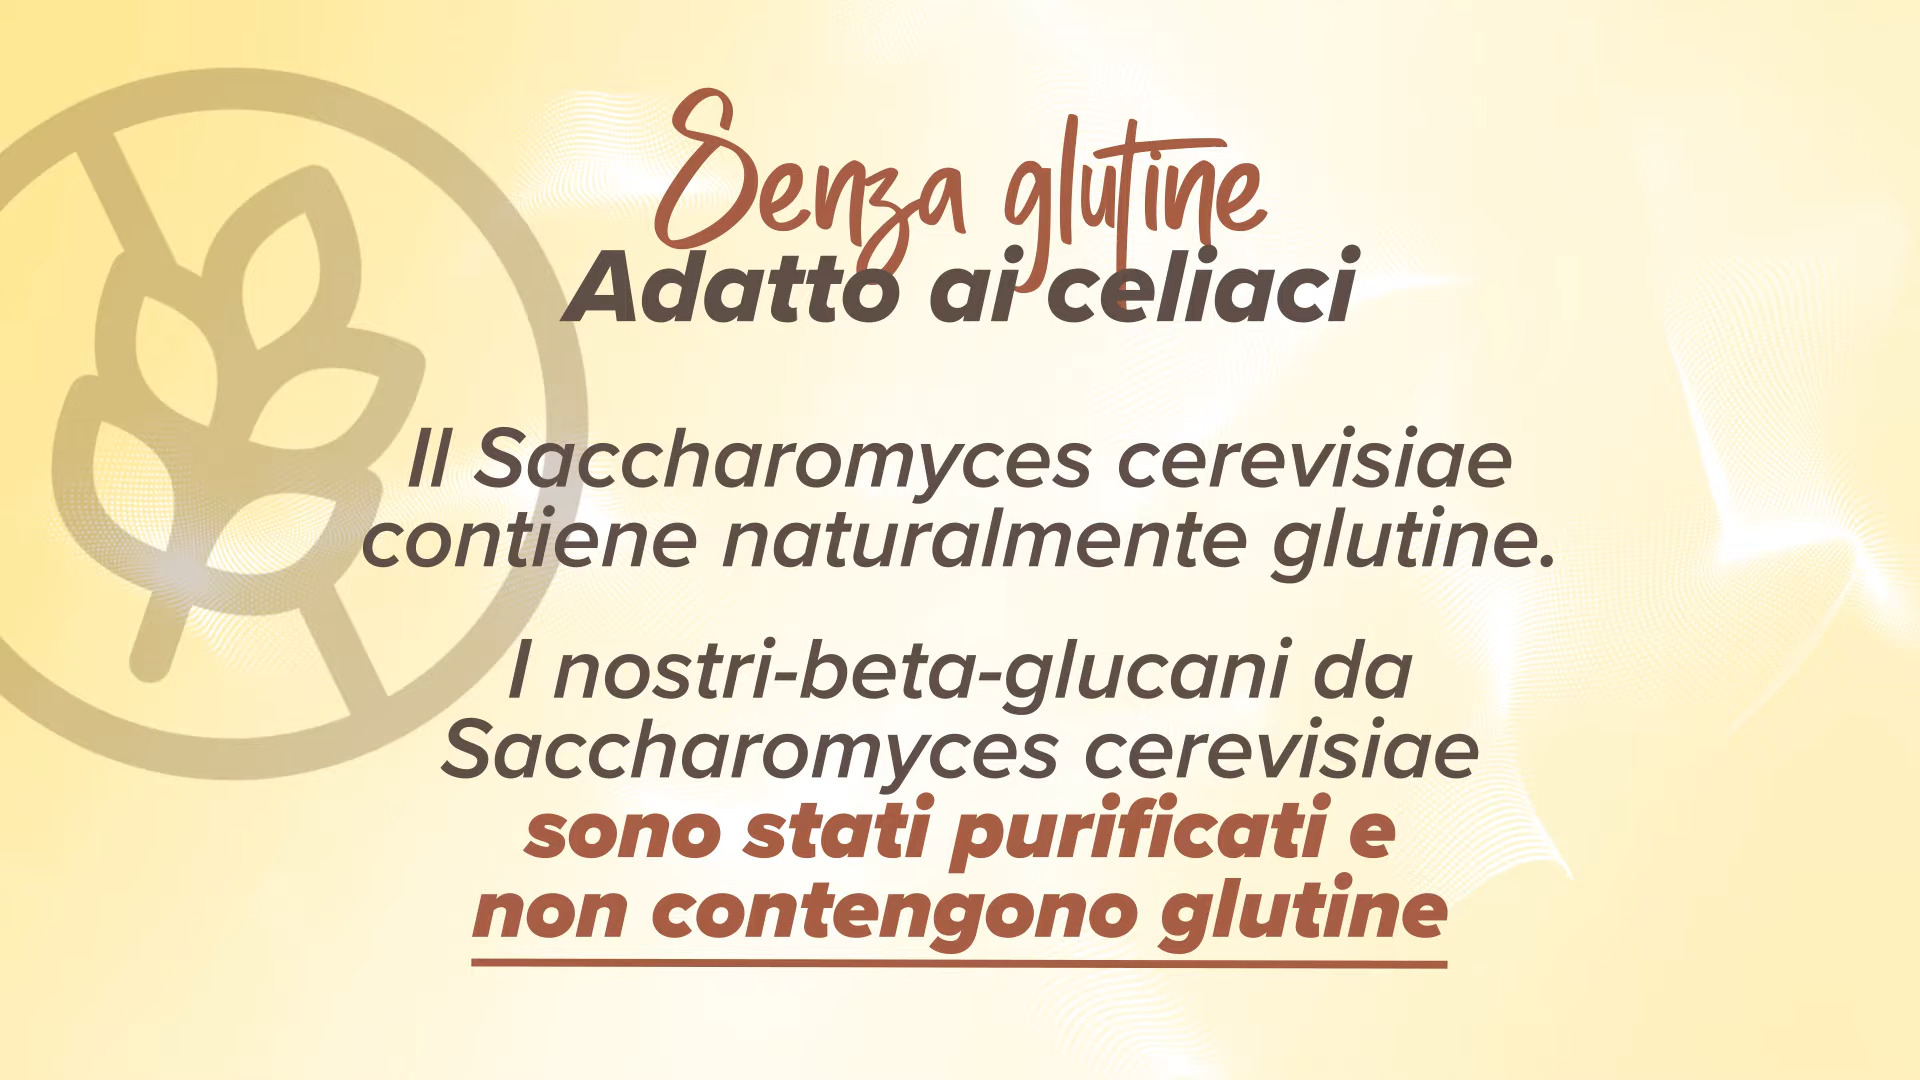 Senza glutine
Adatto ai celiaci
Il Saccharomyces cerevisiae
contiene naturalmente glutine.
I nostri-beta-glucani da
Saccharomyces cerevisiae
sono stati purificati e
non contengono glutine